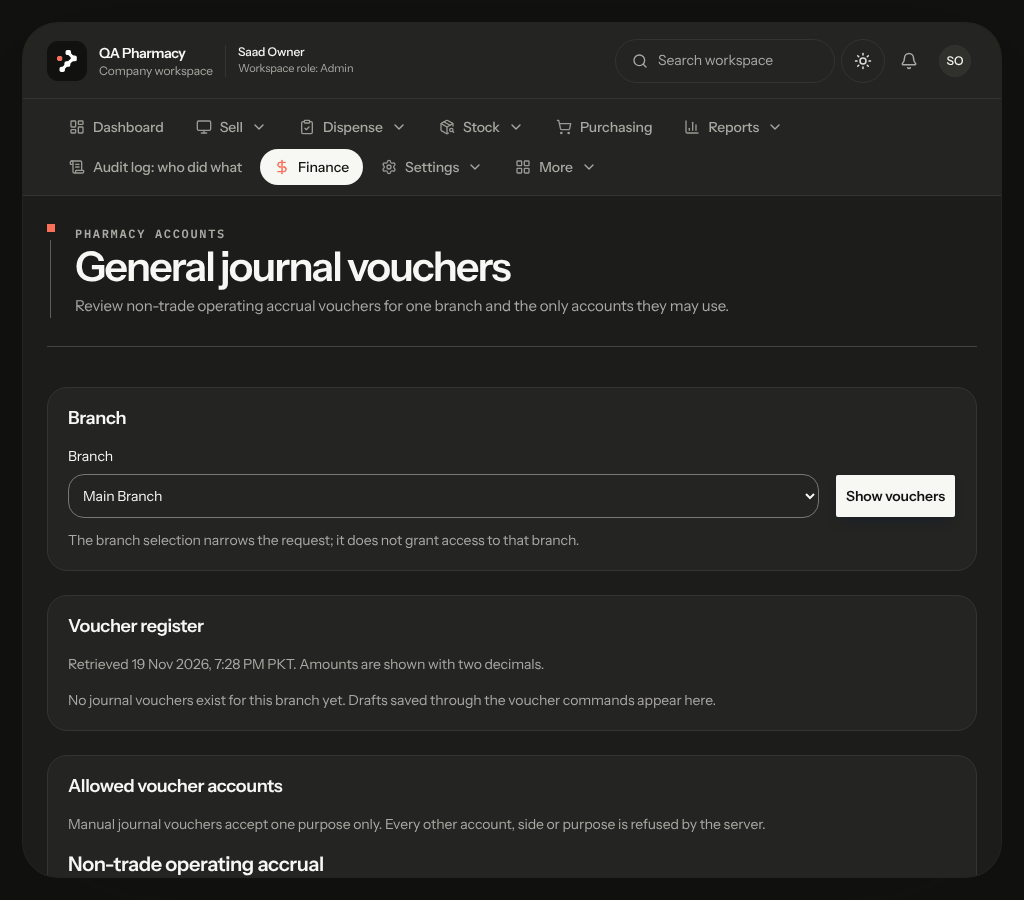 QA Pharmacy
Company workspace
Saad Owner
Workspace role: Admin
Search workspace
SO
Dashboard
Sell
Dispense
Stock
Purchasing
Reports
Audit log: who did what
Finance
Settings
More
PHARMACY ACCOUNTS
General journal vouchers
Review non-trade operating accrual vouchers for one branch and the only accounts they may use.
Branch
Branch
Main Branch
Show vouchers
The branch selection narrows the request; it does not grant access to that branch.
Voucher register
Retrieved 19 Nov 2026, 7:28 PM PKT. Amounts are shown with two decimals.
No journal vouchers exist for this branch yet. Drafts saved through the voucher commands appear here.
Allowed voucher accounts
Manual journal vouchers accept one purpose only. Every other account, side or purpose is refused by the server.
Non-trade operating accrual